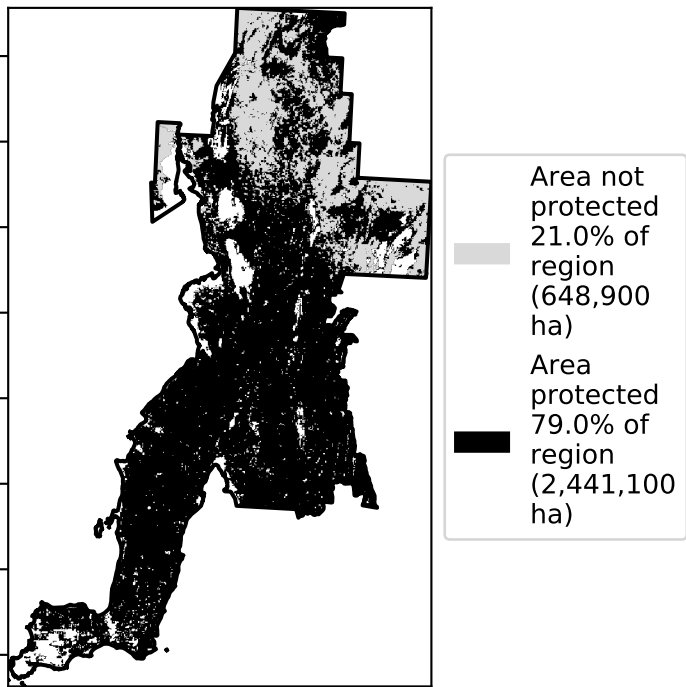 Area not
protected
21.0% of
region
(648,900
ha)
Area
protected
79.0% of
region
(2,441,100
ha)